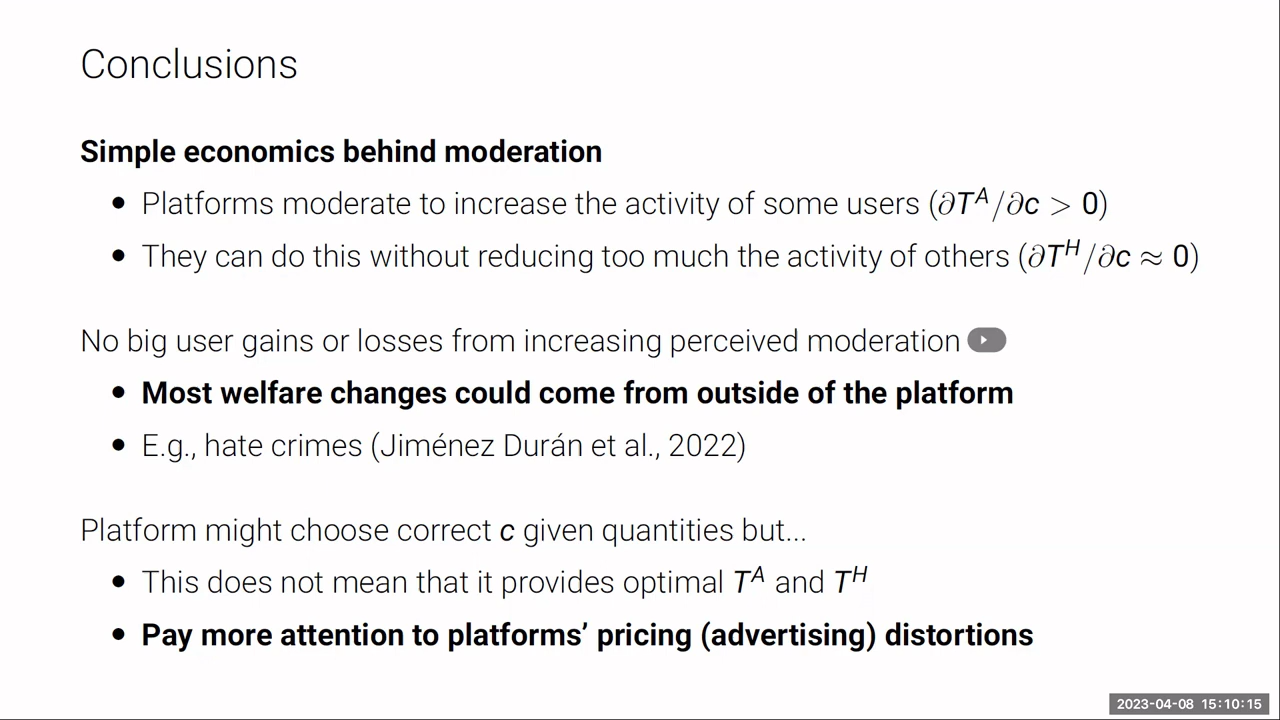 Conclusions
Simple economics behind moderation
• Platforms moderate to increase the activity of some users (∂Tᴬ/∂c > 0)
• They can do this without reducing too much the activity of others (∂Tᴴ/∂c ≈ 0)
No big user gains or losses from increasing perceived moderation
• Most welfare changes could come from outside of the platform
• E.g., hate crimes (Jiménez Durán et al., 2022)
Platform might choose correct c given quantities but...
• This does not mean that it provides optimal Tᴬ and Tᴴ
• Pay more attention to platforms’ pricing (advertising) distortions
2023-04-08 15:10:15